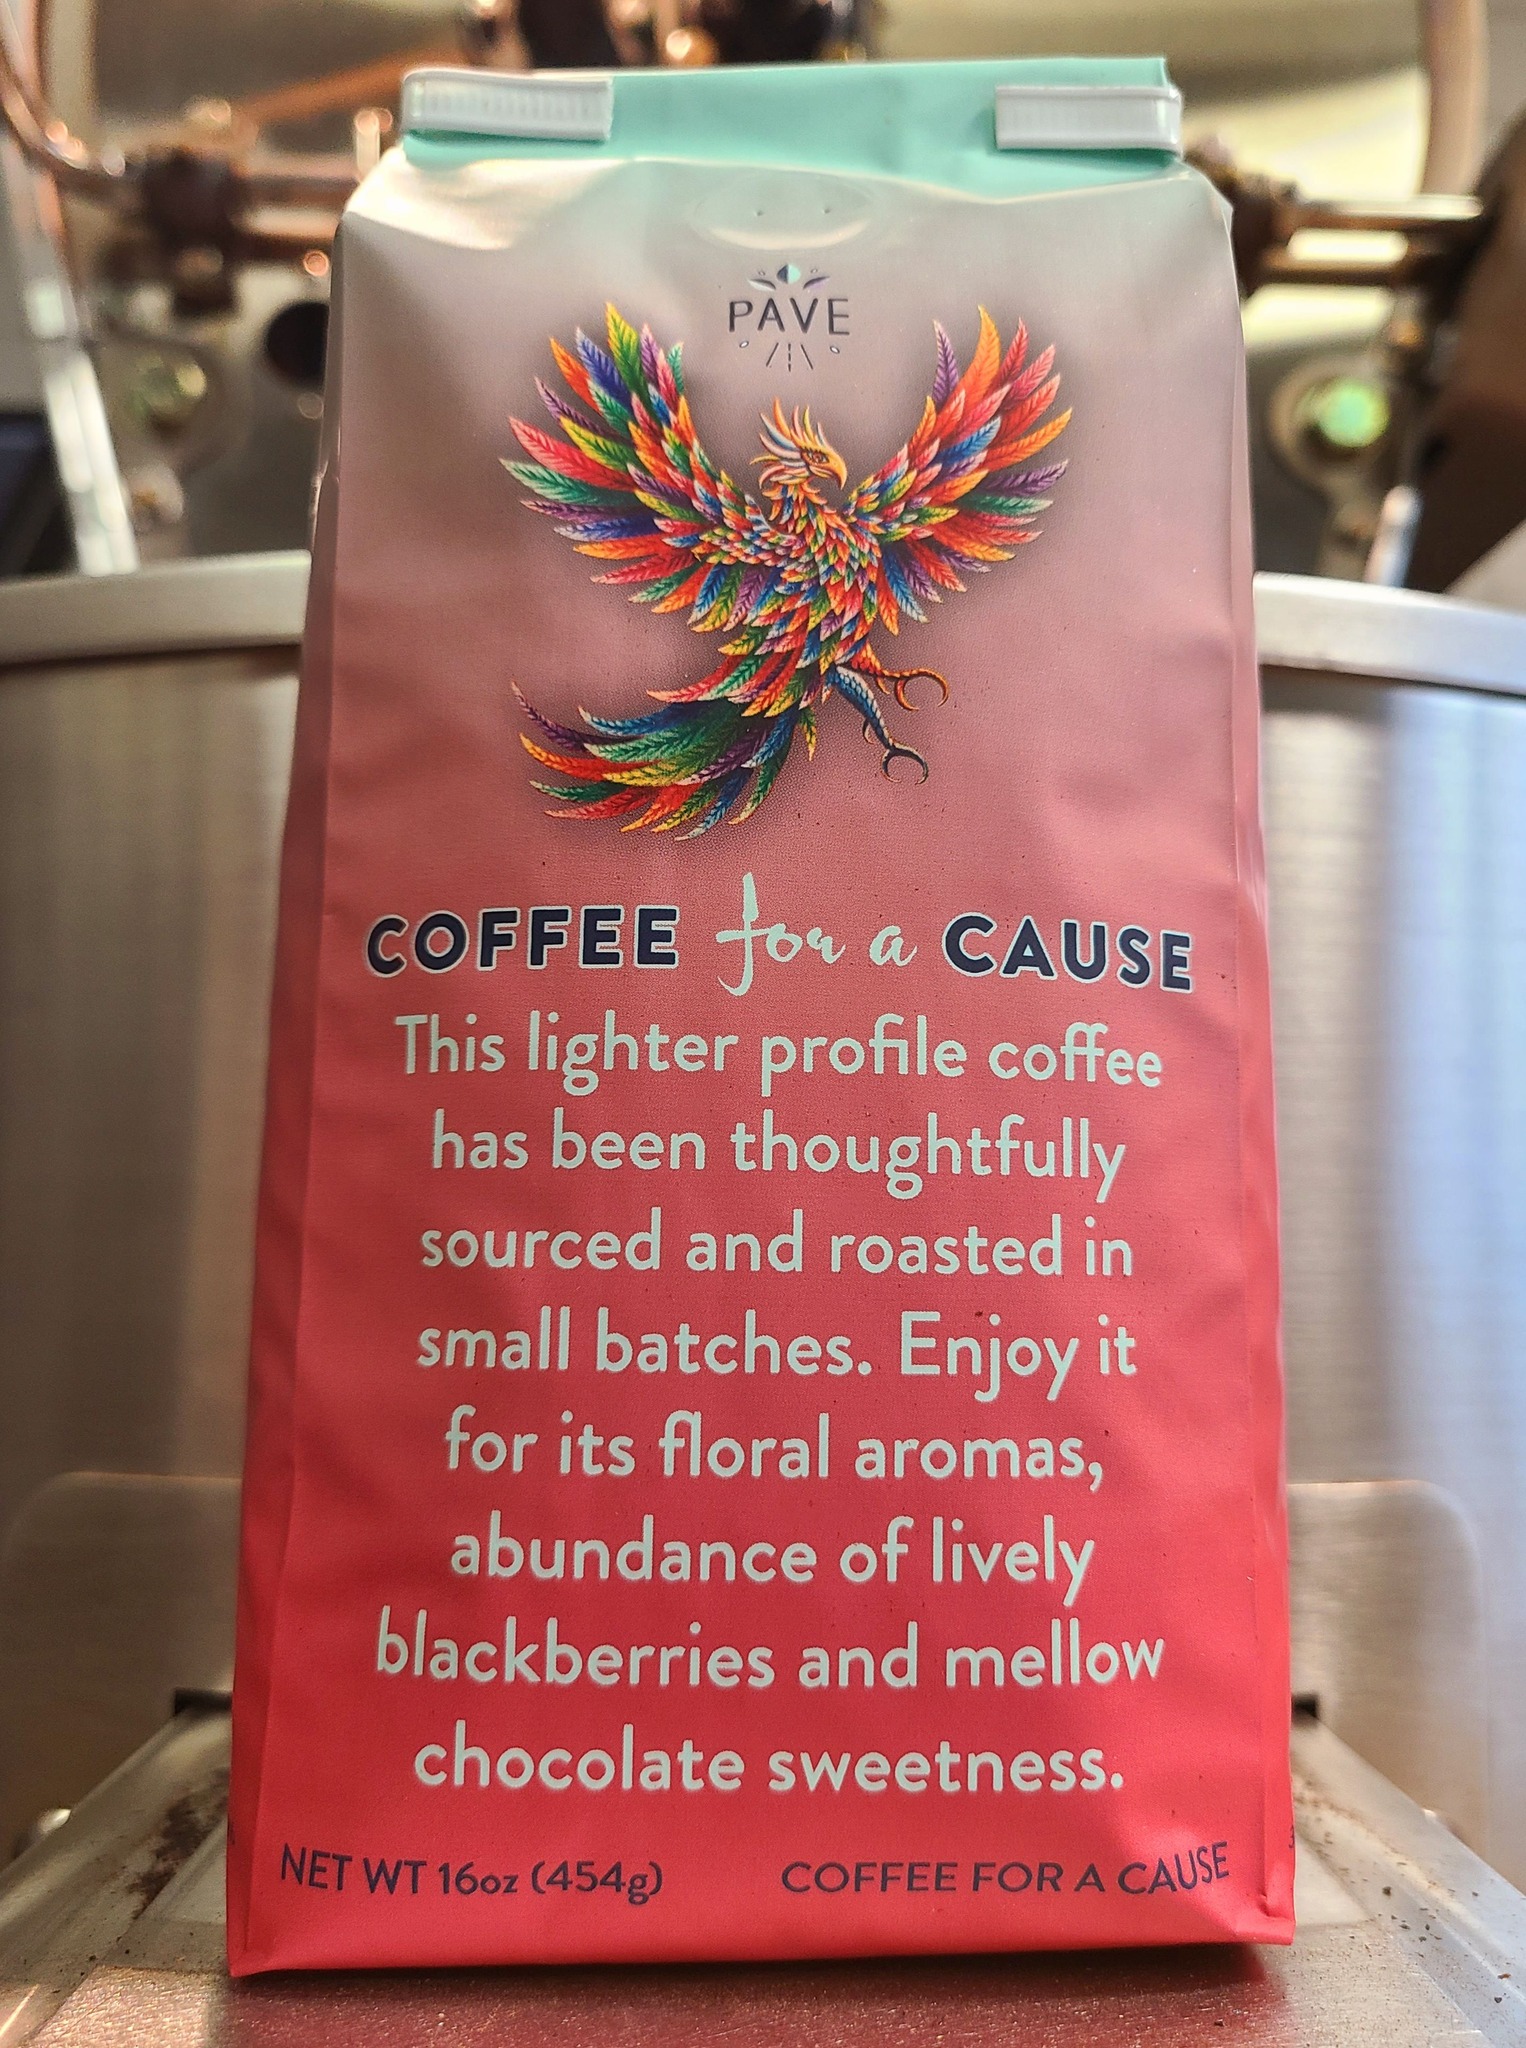 PAVE
COFFEE for a CAUSE
This lighter profile coffee
has been thoughtfully
sourced and roasted in
small batches. Enjoy it
for its floral aromas,
abundance of lively
blackberries and mellow
chocolate sweetness.
NET WT 16oz (454g) COFFEE FOR A CAUSE